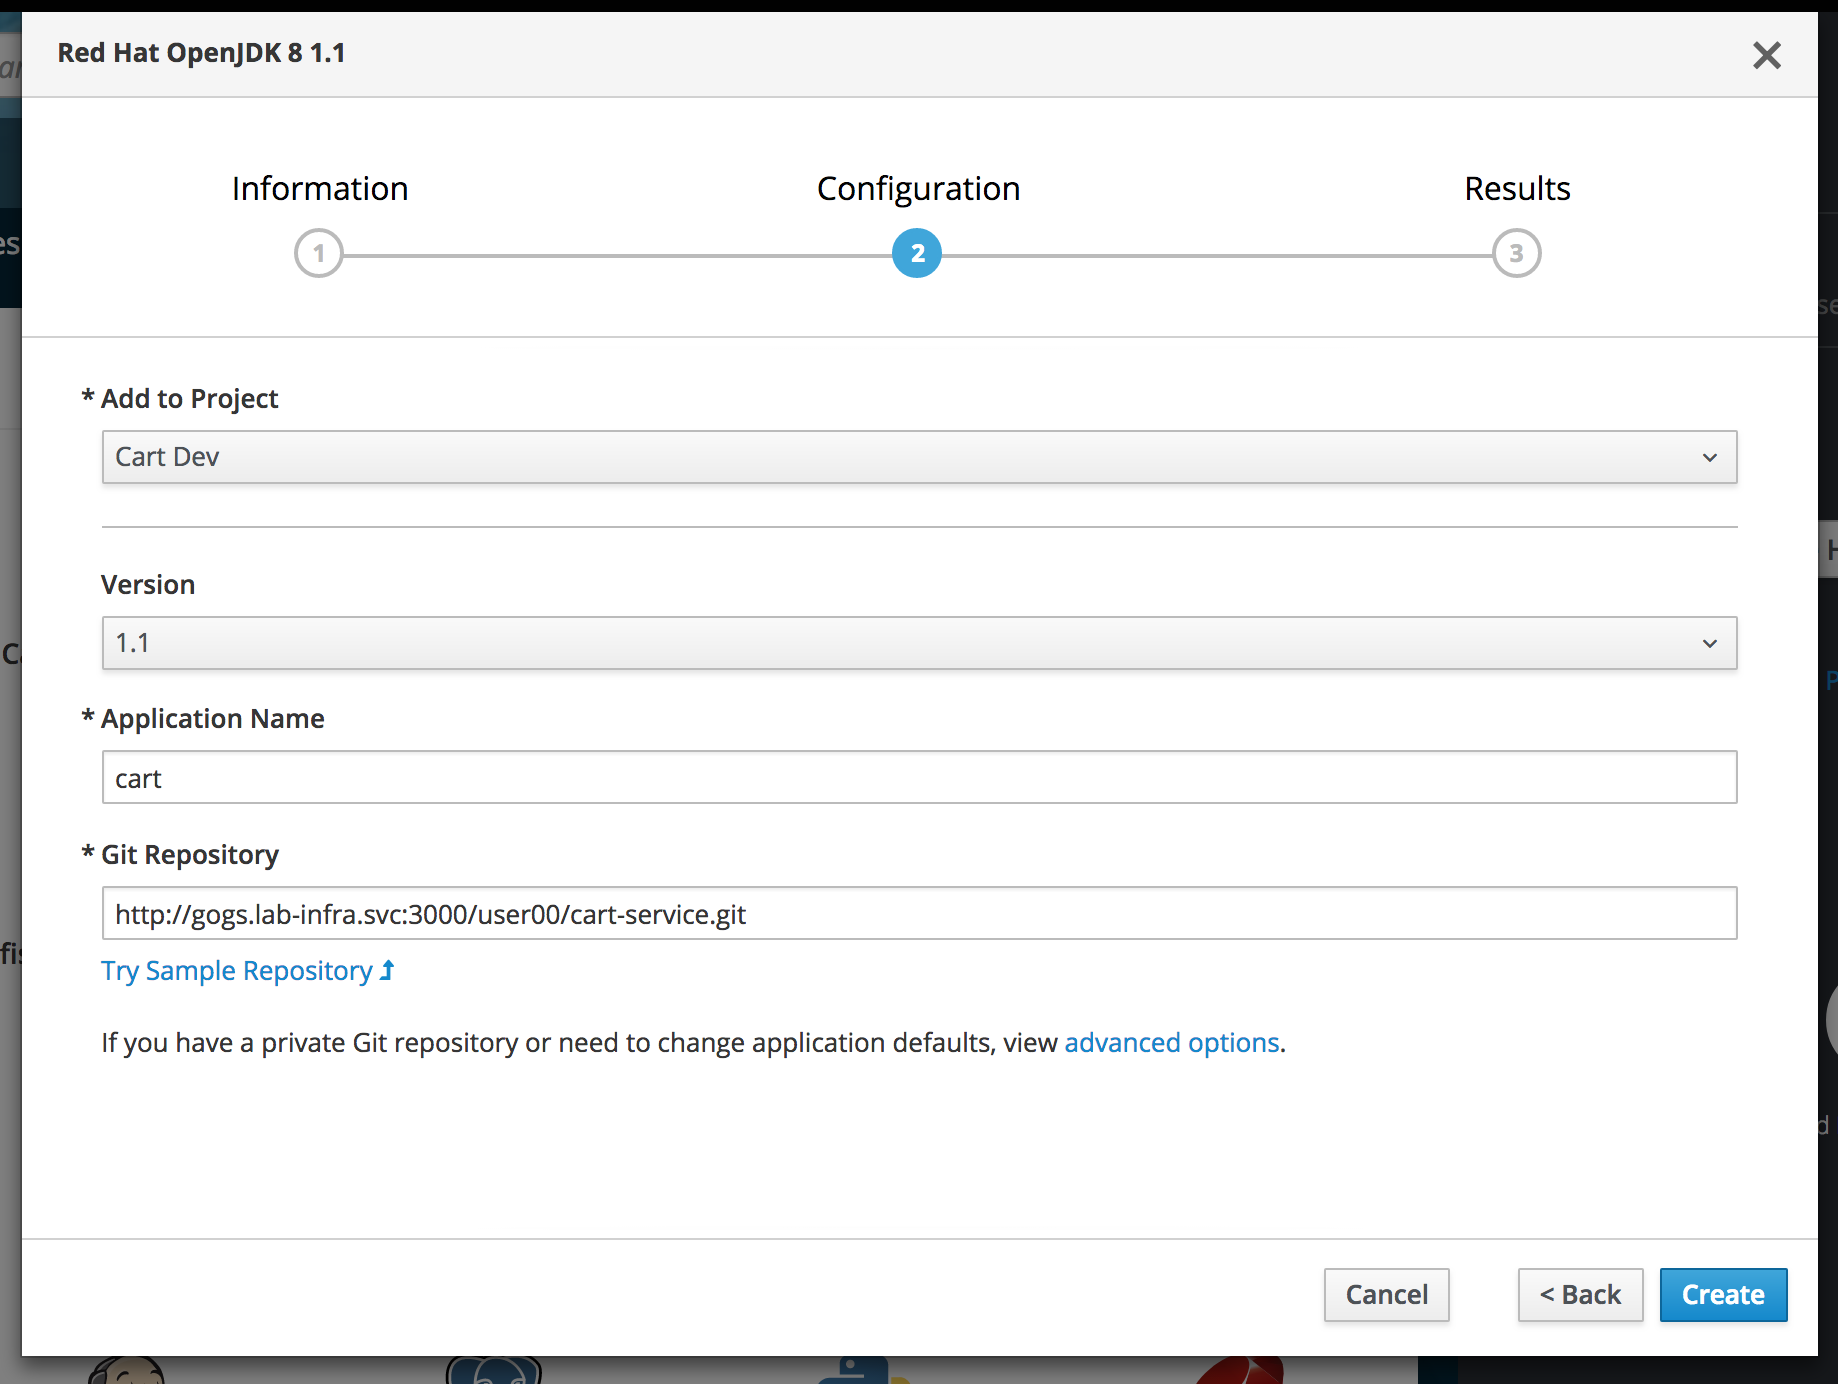 Red Hat OpenJDK 8 1.1
Information
Configuration
Results
1
2
3
* Add to Project
Cart Dev
Version
1.1
* Application Name
cart
* Git Repository
http://gogs.lab-infra.svc:3000/user00/cart-service.git
Try Sample Repository
If you have a private Git repository or need to change application defaults, view advanced options.
Cancel
< Back
Create